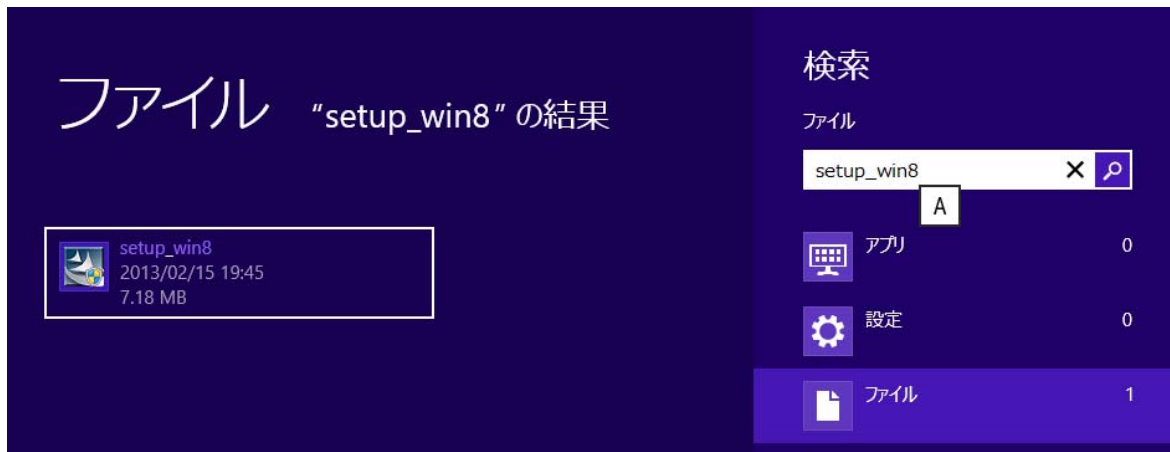 ファイル "setup_win8" の結果
setup_win8
2013/02/15 19:45
7.18 MB
検索
ファイル
setup_win8
A
アプリ 0
設定 0
ファイル 1